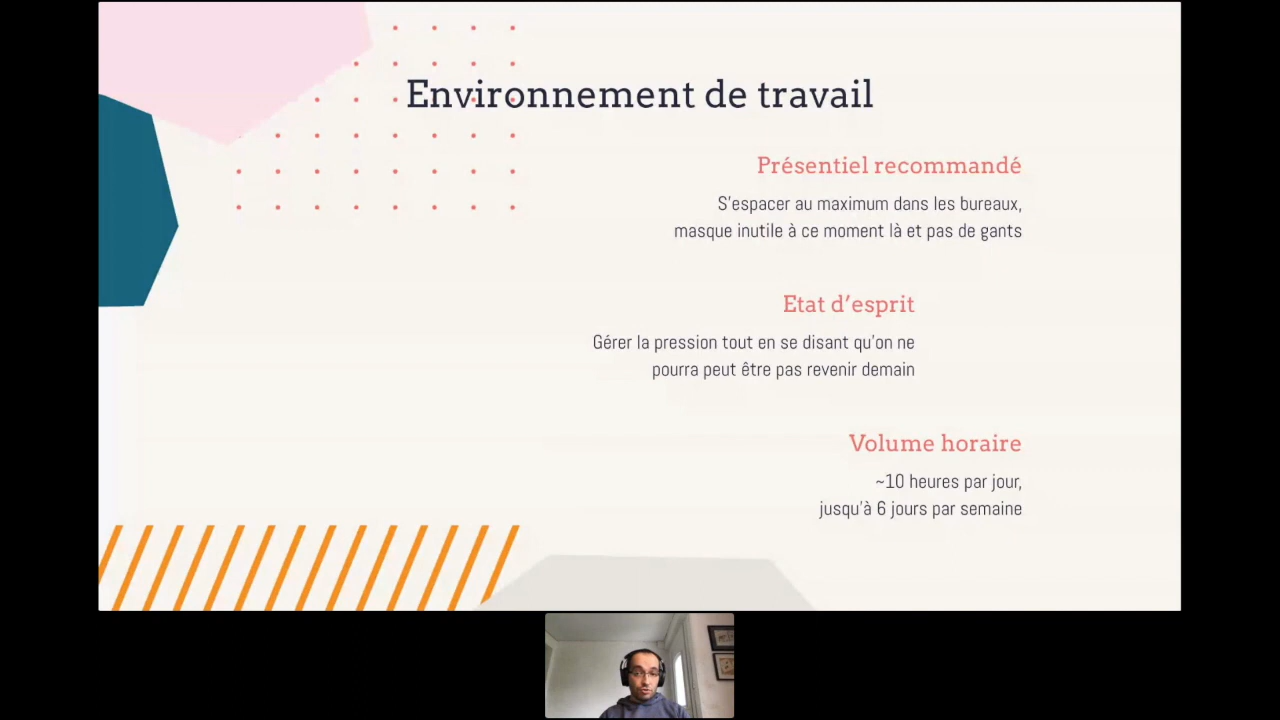 Environnement de travail
Présentiel recommandé
S'espacer au maximum dans les bureaux,
masque inutile à ce moment là et pas de gants
Etat d’esprit
Gérer la pression tout en se disant qu'on ne
pourra peut être pas revenir demain
Volume horaire
~10 heures par jour,
jusqu'à 6 jours par semaine